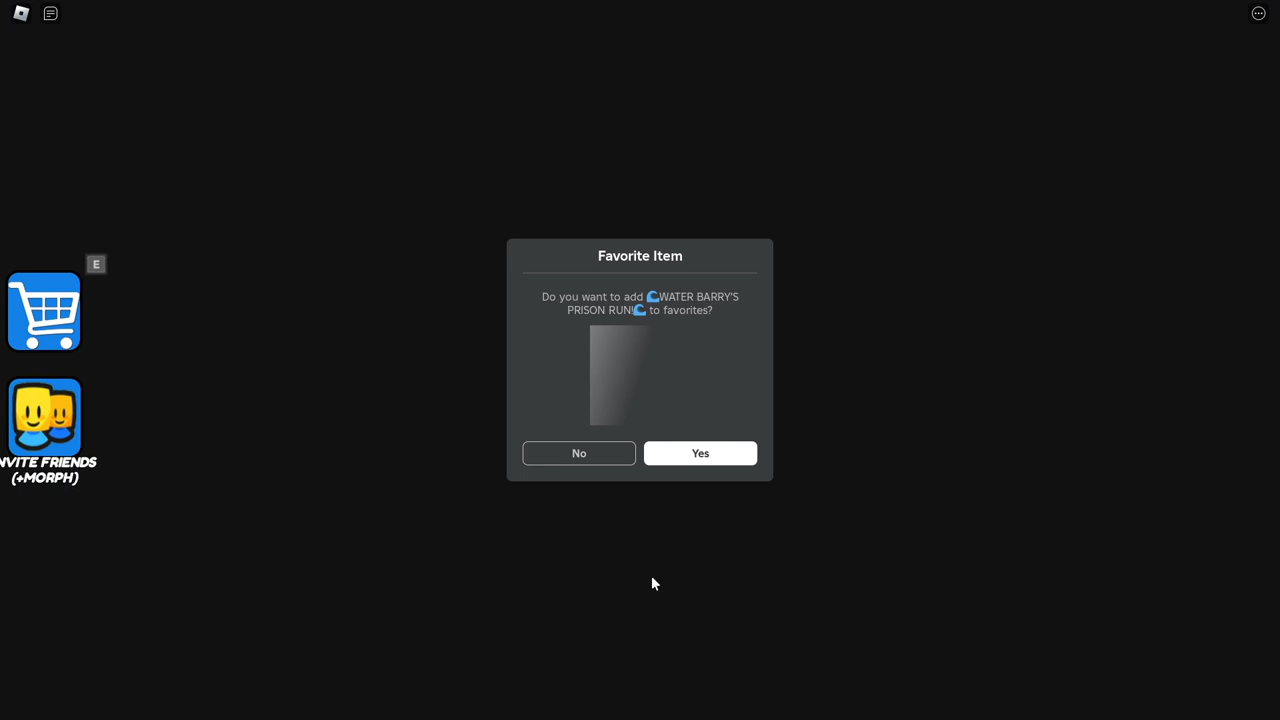 E
Favorite Item
Do you want to add 🌊WATER BARRY'S
PRISON RUN!🌊 to favorites?
No
Yes
NVITE FRIENDS
(+MORPH)